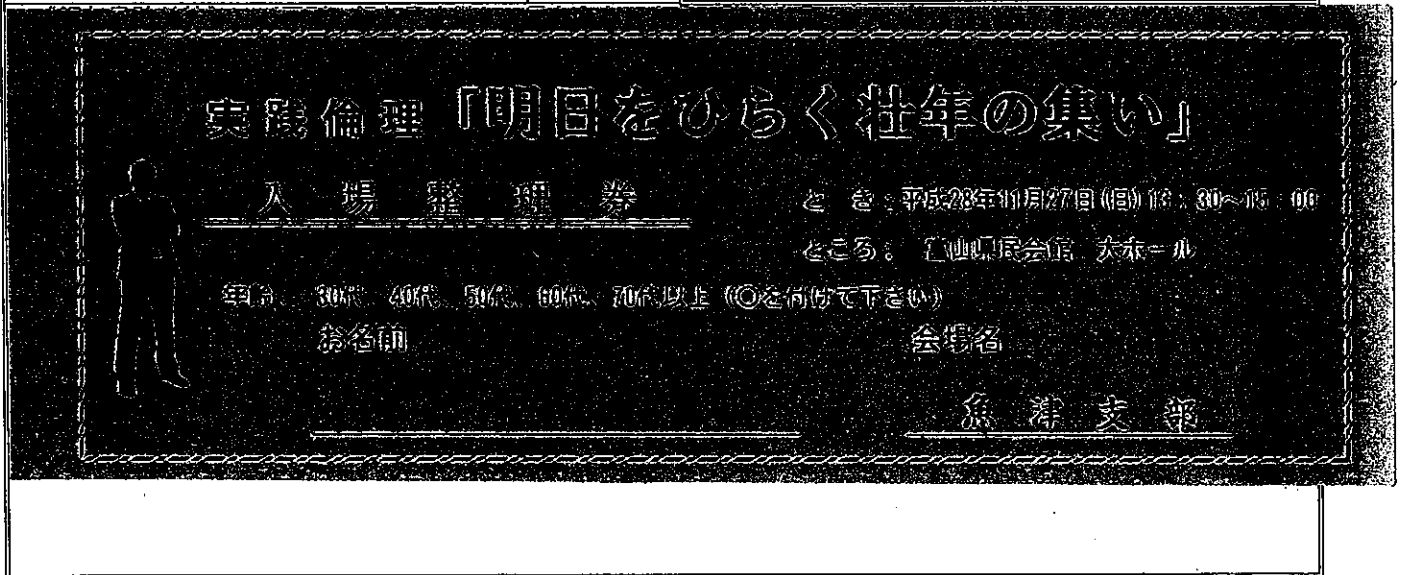 実践倫理「明日をひらく壮年の集い」
入場整理券
とき：平成28年11月27日(日)13：30～15：00
ところ：富山県民会館 大ホール
年齢、30代、40代、50代、60代、70代以上（○を付けて下さい）
お名前 会場名
魚津支部